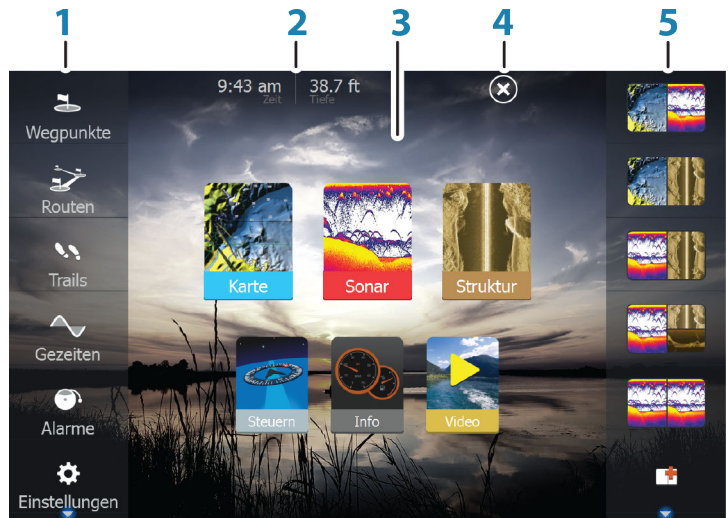 1 2 3 4 5
9:43 am 38.7 ft
Zeit Tiefe
Wegpunkte
Routen
Trails
Gezeiten
Alarme
Einstellungen
Karte Sonar Struktur
Steuern Info Video